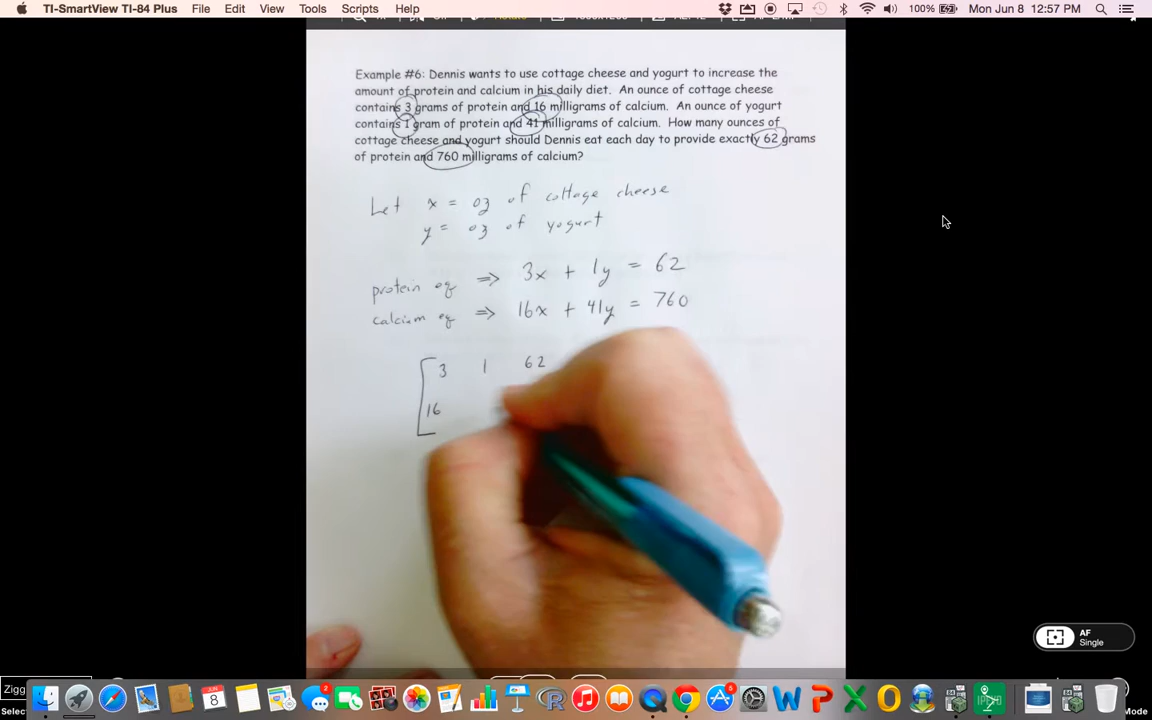 TI-SmartView TI-84 Plus File Edit View Tools Scripts Help 100% Mon Jun 8 12:57 PM
Example #6: Dennis wants to use cottage cheese and yogurt to increase the
amount of protein and calcium in his daily diet. An ounce of cottage cheese
contains 3 grams of protein and 16 milligrams of calcium. An ounce of yogurt
contains 1 gram of protein and 41 milligrams of calcium. How many ounces of
cottage cheese and yogurt should Dennis eat each day to provide exactly 62 grams
of protein and 760 milligrams of calcium?
Let x = oz of cottage cheese
y = oz of yogurt
protein eq ⇒ 3x + 1y = 62
calcium eq ⇒ 16x + 41y = 760
3 1 62
16
AF
Single
Zigg
Selec
Mode